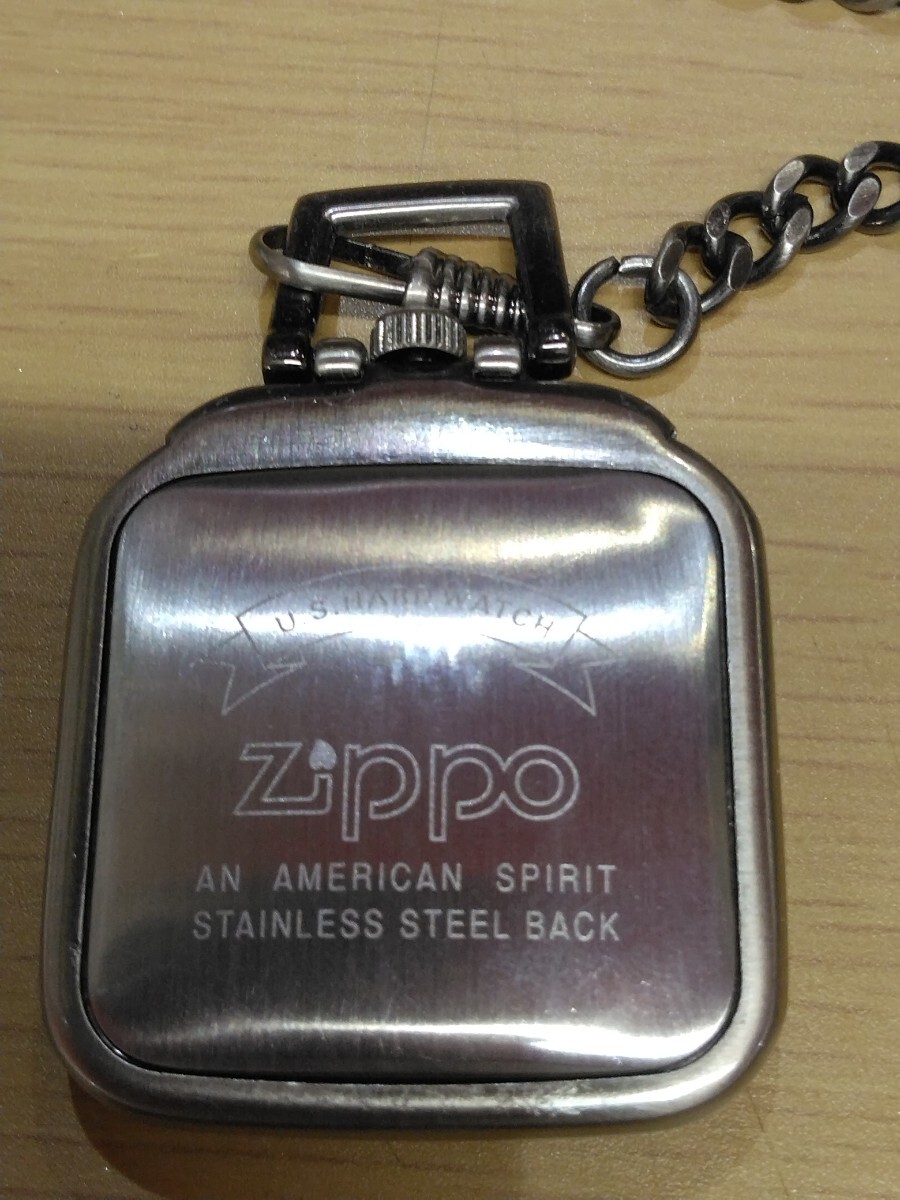 U.S. HARD WATCH
Zippo
AN AMERICAN SPIRIT
STAINLESS STEEL BACK